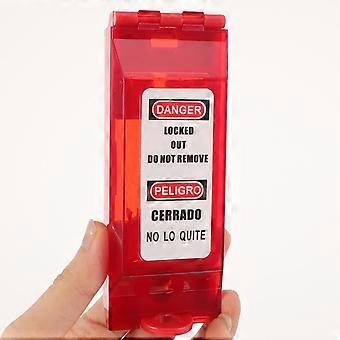 DANGER
LOCKED
OUT
DO NOT REMOVE
PELIGRO
CERRADO
NO LO QUITE